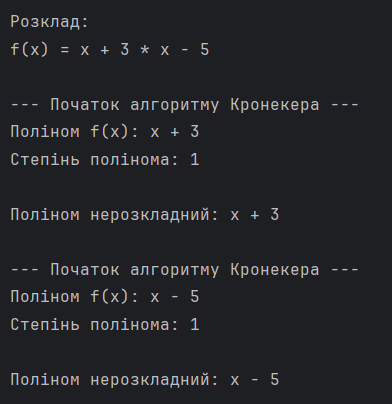 Розклад:
f(x) = x + 3 * x - 5
--- Початок алгоритму Кронекера ---
Поліном f(x): x + 3
Степінь полінома: 1
Поліном нерозкладний: x + 3
--- Початок алгоритму Кронекера ---
Поліном f(x): x - 5
Степінь полінома: 1
Поліном нерозкладний: x - 5